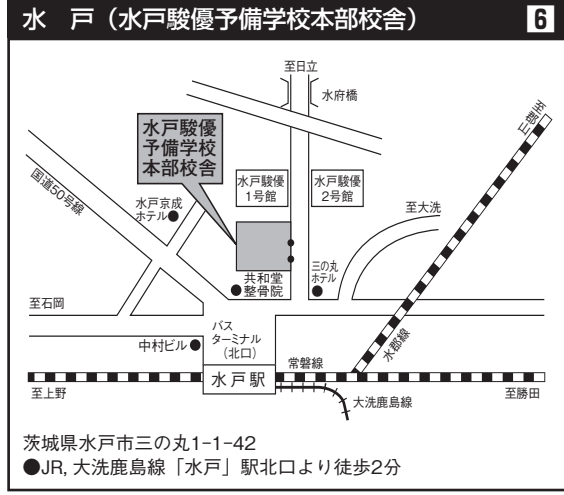 水　戸（水戸駿優予備学校本部校舎）
6
至日立
水府橋
至磐城
水戸駿優
予備学校
本部校舎
国道50号線
水戸京成
ホテル
水戸駿優
1号館
水戸駿優
2号館
至大洗
共和堂
整骨院
三の丸
ホテル
至石岡
バス
ターミナル
（北口）
中村ビル
水郡線
常磐線
水戸駅
至上野
至勝田
大洗鹿島線
茨城県水戸市三の丸1-1-42
●JR, 大洗鹿島線「水戸」駅北口より徒歩2分